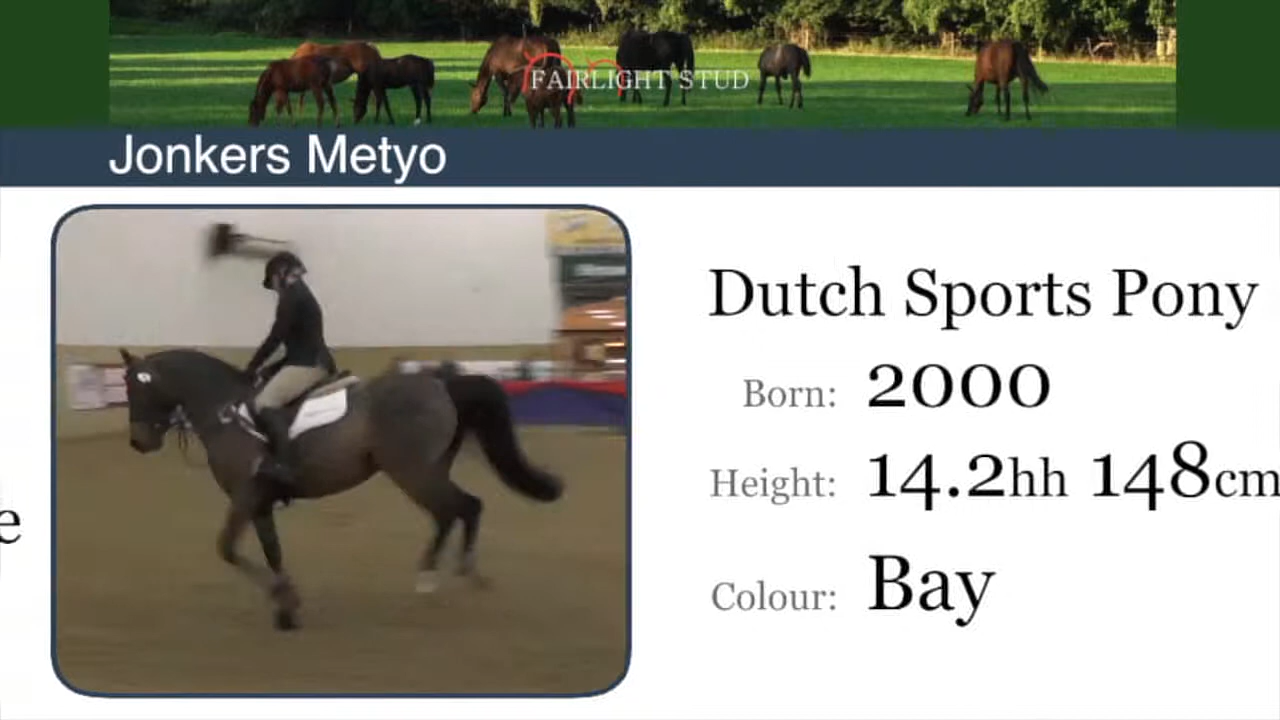 FAIRLIGHT STUD
Jonkers Metyo
Dutch Sports Pony
Born: 2000
Height: 14.2hh 148cm
Colour: Bay
e